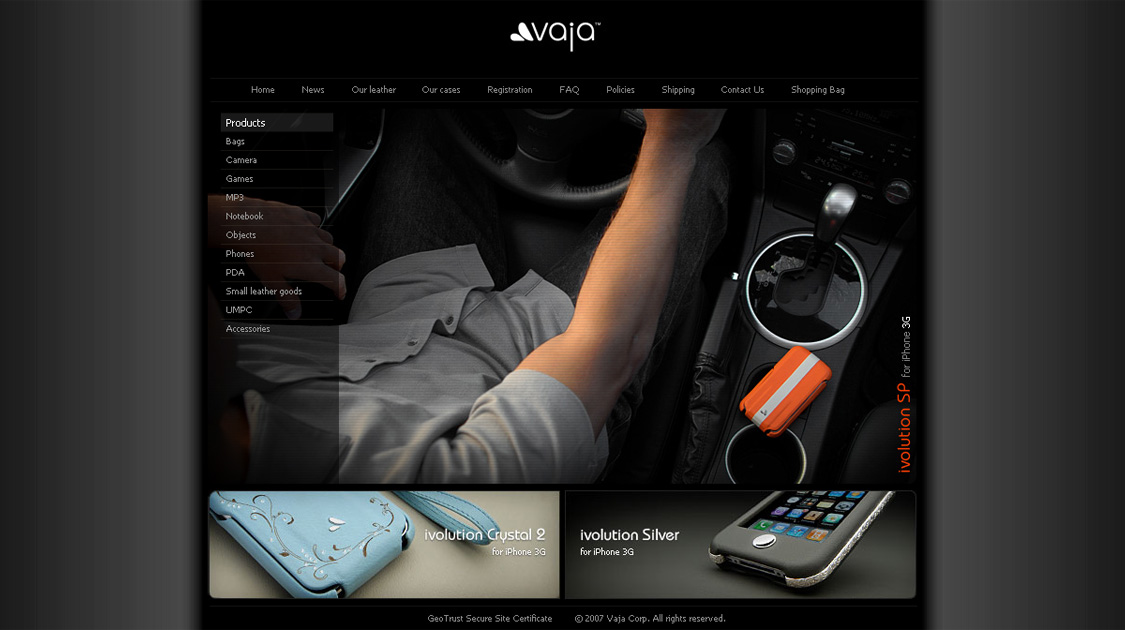 vaja™
Home News Our leather Our cases Registration FAQ Policies Shipping Contact Us Shopping Bag
Products
Bags
Camera
Games
MP3
Notebook
Objects
Phones
PDA
Small leather goods
UMPC
Accessories
ivolution SP for iPhone 3G
ivolution Crystal 2
for iPhone 3G
ivolution Silver
for iPhone 3G
GeoTrust Secure Site Certificate © 2007 Vaja Corp. All rights reserved.